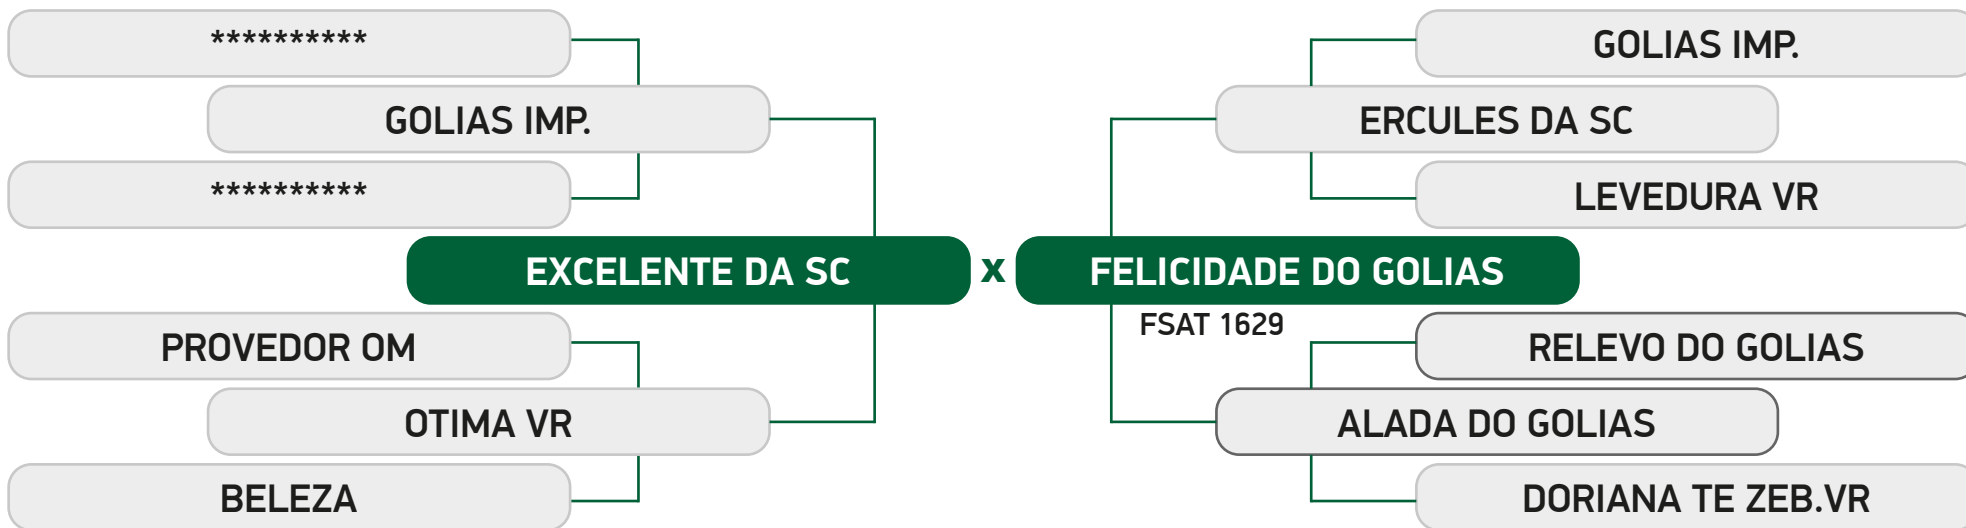 **********
GOLIAS IMP.
GOLIAS IMP.
ERCULES DA SC
**********
LEVEDURA VR
EXCELENTE DA SC x FELICIDADE DO GOLIAS
FSAT 1629
PROVEDOR OM
RELEVO DO GOLIAS
OTIMA VR
ALADA DO GOLIAS
BELEZA
DORIANA TE ZEB.VR